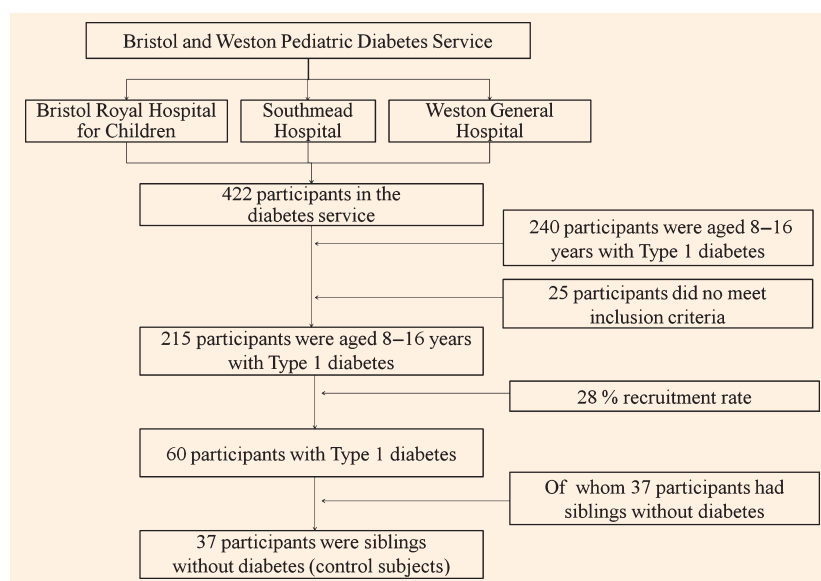 Bristol and Weston Pediatric Diabetes Service
Bristol Royal Hospital
for Children
Southmead
Hospital
Weston General
Hospital
422 participants in the
diabetes service
240 participants were aged 8–16
years with Type 1 diabetes
25 participants did no meet
inclusion criteria
215 participants were aged 8–16 years
with Type 1 diabetes
28 % recruitment rate
60 participants with Type 1 diabetes
Of whom 37 participants had
siblings without diabetes
37 participants were siblings
without diabetes (control subjects)